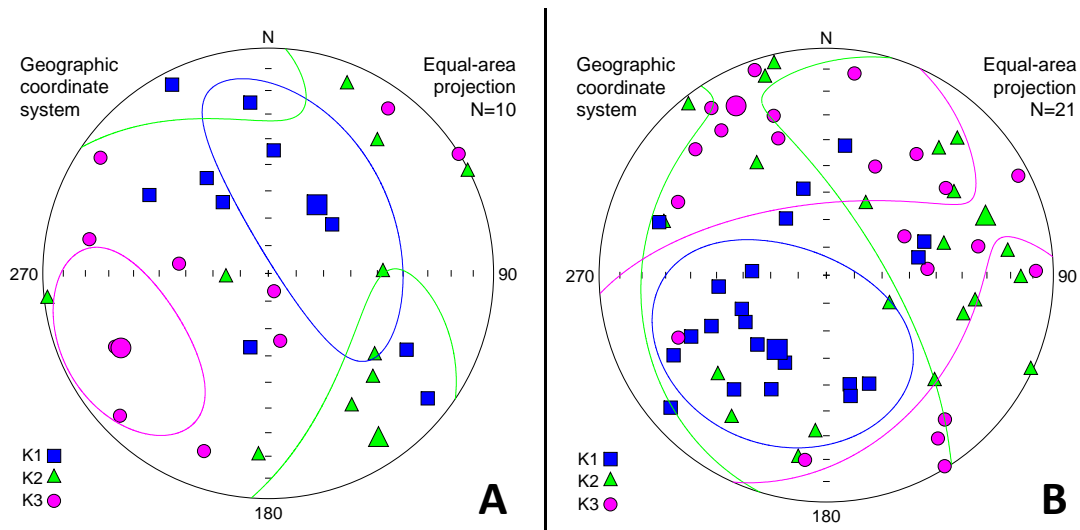 N
Geographic
coordinate
system
Equal-area
projection
N=10
270
90
K1
K2
K3
180
A
N
Geographic
coordinate
system
Equal-area
projection
N=21
270
90
K1
K2
K3
180
B